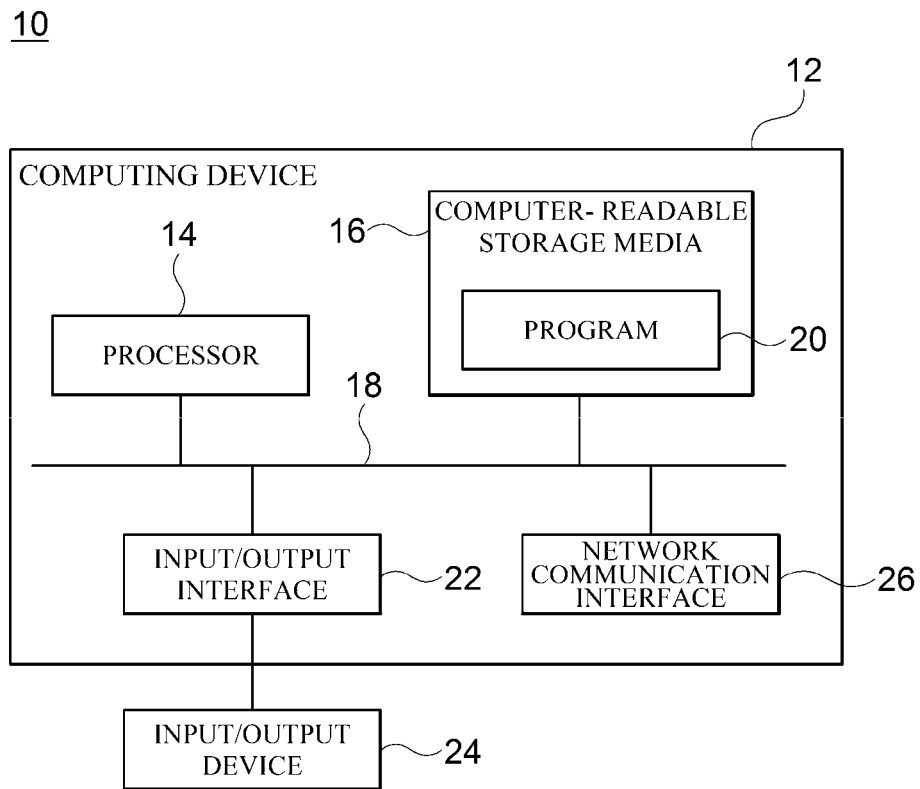 10
12
COMPUTING DEVICE
COMPUTER- READABLE
STORAGE MEDIA
16
14
PROCESSOR
PROGRAM
20
18
INPUT/OUTPUT
INTERFACE
22
NETWORK
COMMUNICATION
INTERFACE
26
INPUT/OUTPUT
DEVICE
24